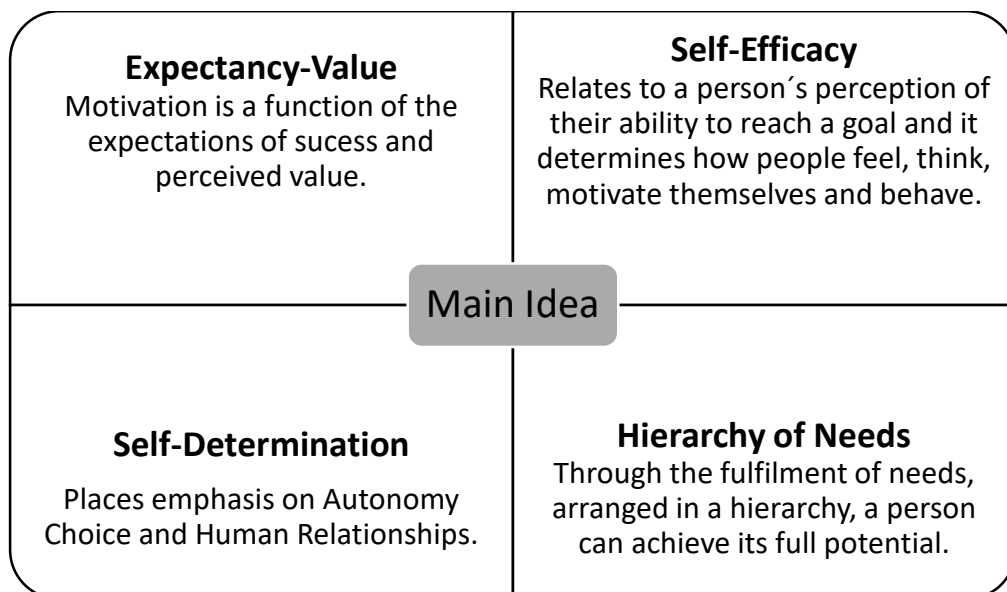 Expectancy-Value
Motivation is a function of the
expectations of sucess and
perceived value.
Self-Efficacy
Relates to a person´s perception of
their ability to reach a goal and it
determines how people feel, think,
motivate themselves and behave.
Main Idea
Self-Determination
Places emphasis on Autonomy
Choice and Human Relationships.
Hierarchy of Needs
Through the fulfilment of needs,
arranged in a hierarchy, a person
can achieve its full potential.